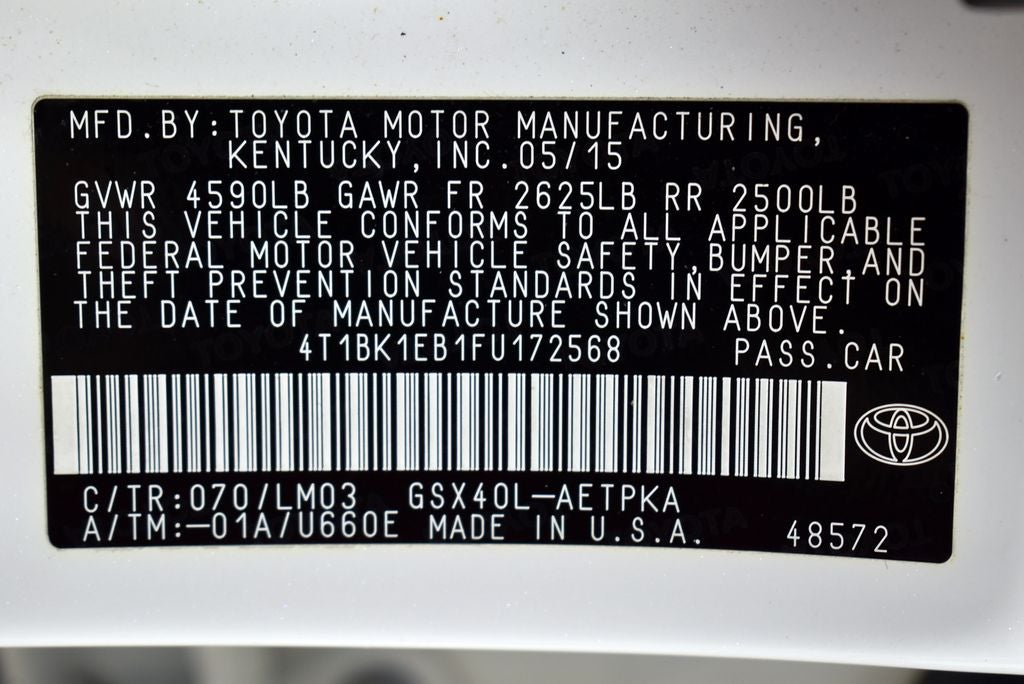 MFD.BY:TOYOTA MOTOR MANUFACTURING,
KENTUCKY,INC.05/15
GVWR 4590LB GAWR FR 2625LB RR 2500LB
THIS VEHICLE CONFORMS TO ALL APPLICABLE
FEDERAL MOTOR VEHICLE SAFETY,BUMPER,AND
THEFT PREVENTION STANDARDS IN EFFECT ON
THE DATE OF MANUFACTURE SHOWN ABOVE.
4T1BK1EB1FU172568 PASS.CAR
C/TR:070/LM03 GSX40L-AETPKA
A/TM:-01A/U660E MADE IN U.S.A. 48572